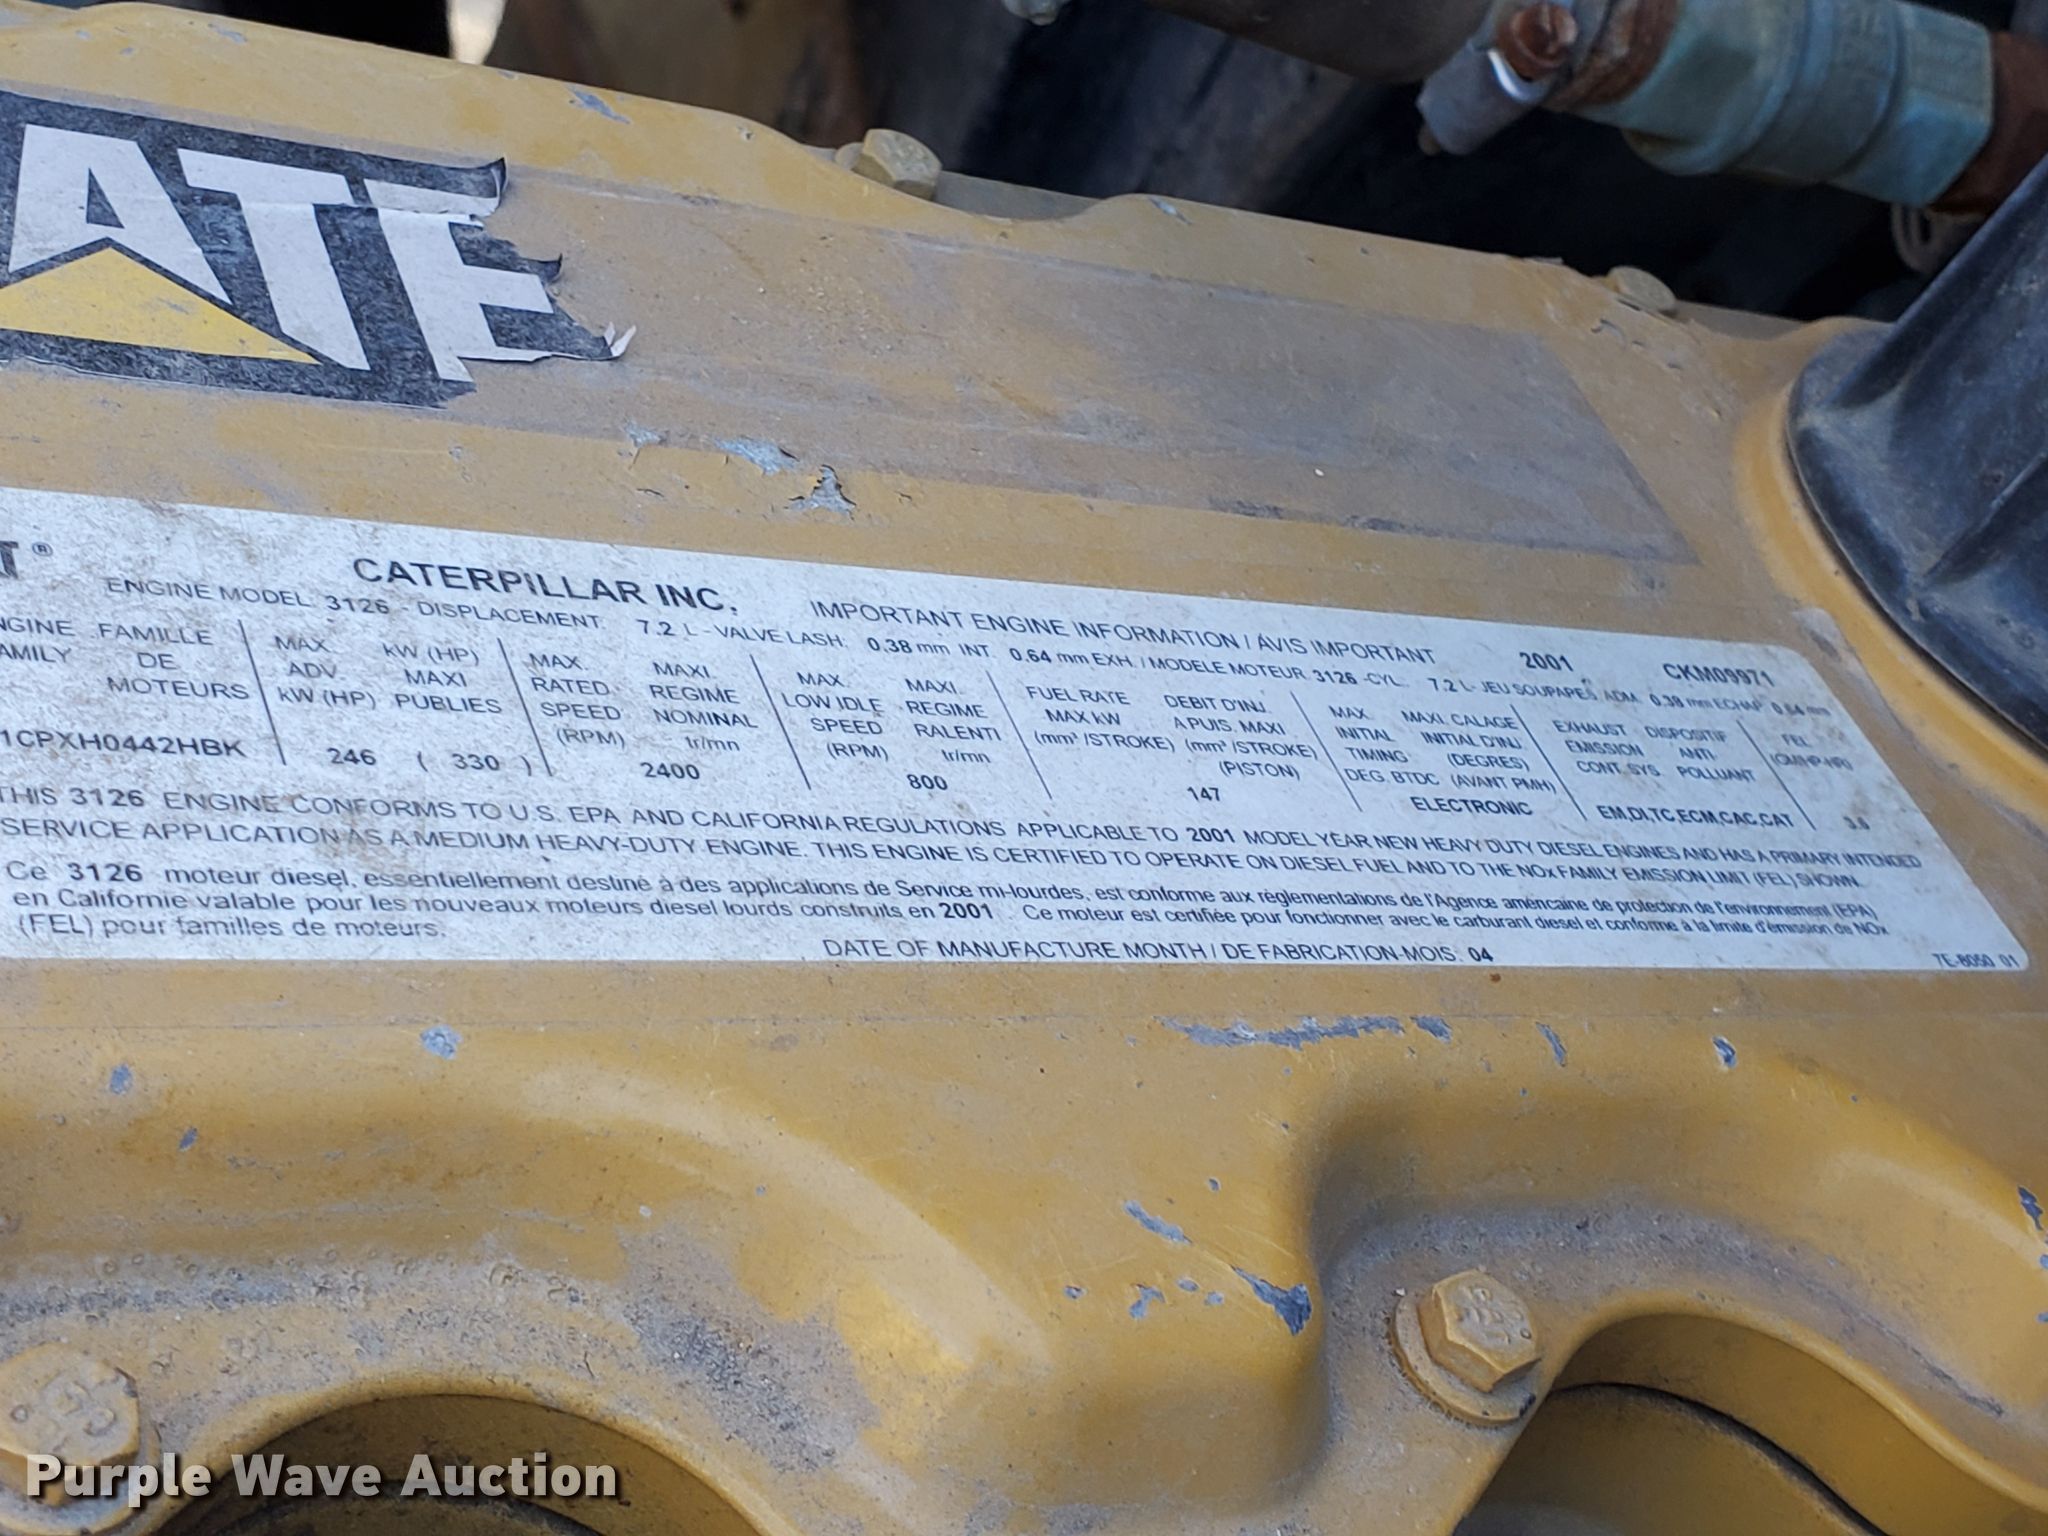 ATE
AT®
CATERPILLAR INC. IMPORTANT ENGINE INFORMATION / AVIS IMPORTANT 2001 CKM09971
ENGINE MODEL 3126 - DISPLACEMENT: 7.2 L - VALVE LASH: 0.38 mm INT. 0.64 mm EXH. / MODELE MOTEUR 3126 -CYL.: 7.2 L- JEU SOUPAPES ADM. 0.38 mm ECHAP 0.64 mm
NGINE FAMILLE
AMILY DE
MOTEURS
1CPXH0442HBK
MAX. kW (HP)
ADV. MAXI
kW (HP) PUBLIES
246 ( 330 )
MAX. MAXI.
RATED REGIME
SPEED NOMINAL
(RPM) tr/mn
2400
MAX. MAXI.
LOW IDLE REGIME
SPEED RALENTI
(RPM) tr/mn
800
FUEL RATE DEBIT D'INJ.
MAX kW A PUIS. MAXI
(mm³ /STROKE) (mm³ /STROKE)
(PISTON)
147
MAX. MAXI. CALAGE
INITIAL INITIAL D'INJ.
TIMING (DEGRES)
DEG. BTDC (AVANT PMH)
ELECTRONIC
EXHAUST DISPOSITIF
EMISSION ANTI-
CONT. SYS. POLLUANT
EM,DI,TC,ECM,CAC,CAT
FEL
(GM/HP-HR)
THIS 3126 ENGINE CONFORMS TO U.S. EPA AND CALIFORNIA REGULATIONS APPLICABLE TO 2001 MODEL YEAR NEW HEAVY DUTY DIESEL ENGINES AND HAS A PRIMARY INTENDED
SERVICE APPLICATION AS A MEDIUM HEAVY-DUTY ENGINE. THIS ENGINE IS CERTIFIED TO OPERATE ON DIESEL FUEL AND TO THE NOx FAMILY EMISSION LIMIT (FEL) SHOWN.
Ce 3126 moteur diesel, essentiellement destiné à des applications de Service mi-lourdes, est conforme aux réglementations de l'Agence américaine de protection de l'environnement (EPA)
en Californie valable pour les nouveaux moteurs diesel lourds construits en 2001 . Ce moteur est certifiée pour fonctionner avec le carburant diesel et conforme à la limite d'émission de NOx
(FEL) pour familles de moteurs.
DATE OF MANUFACTURE MONTH / DE FABRICATION-MOIS: 04
7E-8050 01
Purple Wave Auction